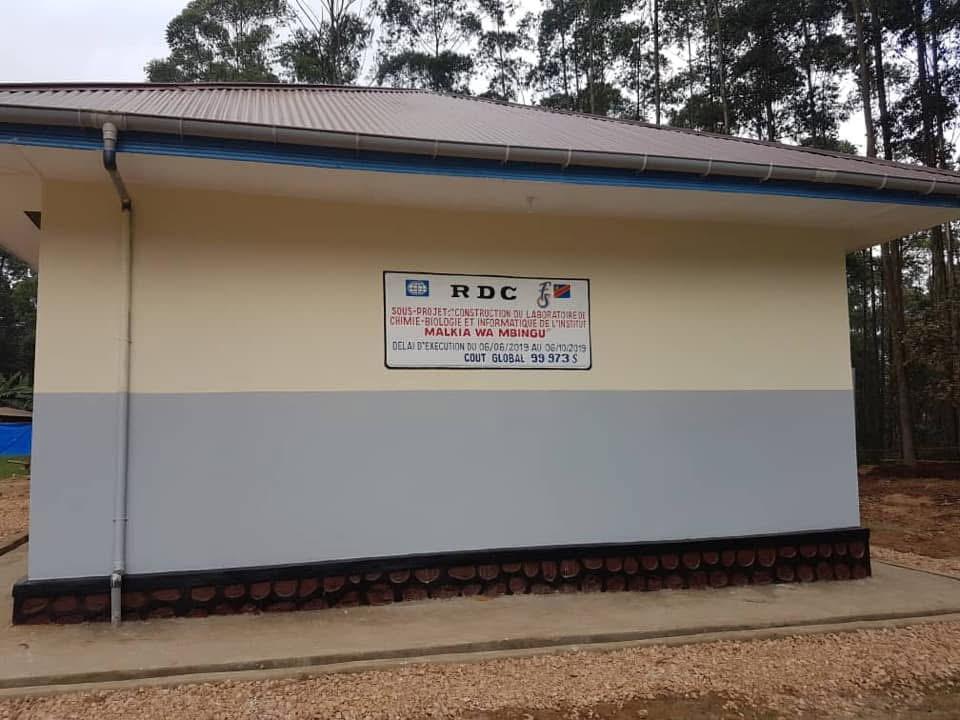 RDC
FS
SOUS-PROJET: "CONSTRUCTION DU LABORATOIRE DE
CHIMIE-BIOLOGIE ET INFORMATIQUE DE L'INSTITUT
MALKIA WA MBINGU"
DELAI D'EXECUTION DU 06/06/2019 AU 06/10/2019
COUT GLOBAL 99 973 $